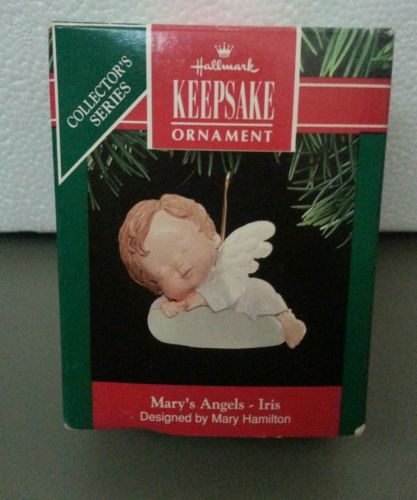 COLLECTOR'S
SERIES
Hallmark
KEEPSAKE
ORNAMENT
Mary's Angels - Iris
Designed by Mary Hamilton